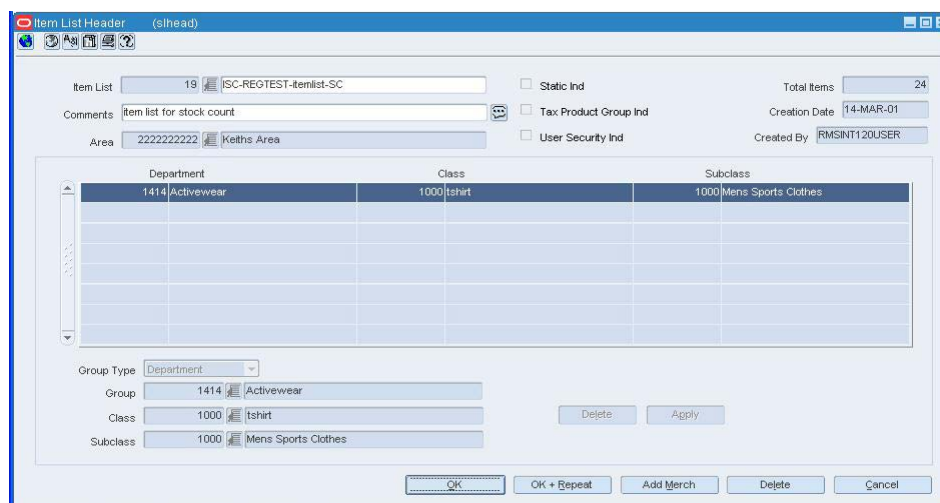 Item List Header (slhead)
Item List 19 ISC-REGTEST-itemlist-SC Static Ind Total Items 24
Comments item list for stock count Tax Product Group Ind Creation Date 14-MAR-01
Area 2222222222 Keiths Area User Security Ind Created By RMSINT120USER
Department Class Subclass
1414 Activewear 1000 tshirt 1000 Mens Sports Clothes
Group Type Department
Group 1414 Activewear
Class 1000 tshirt Delete Apply
Subclass 1000 Mens Sports Clothes
OK OK + Repeat Add Merch Delete Cancel